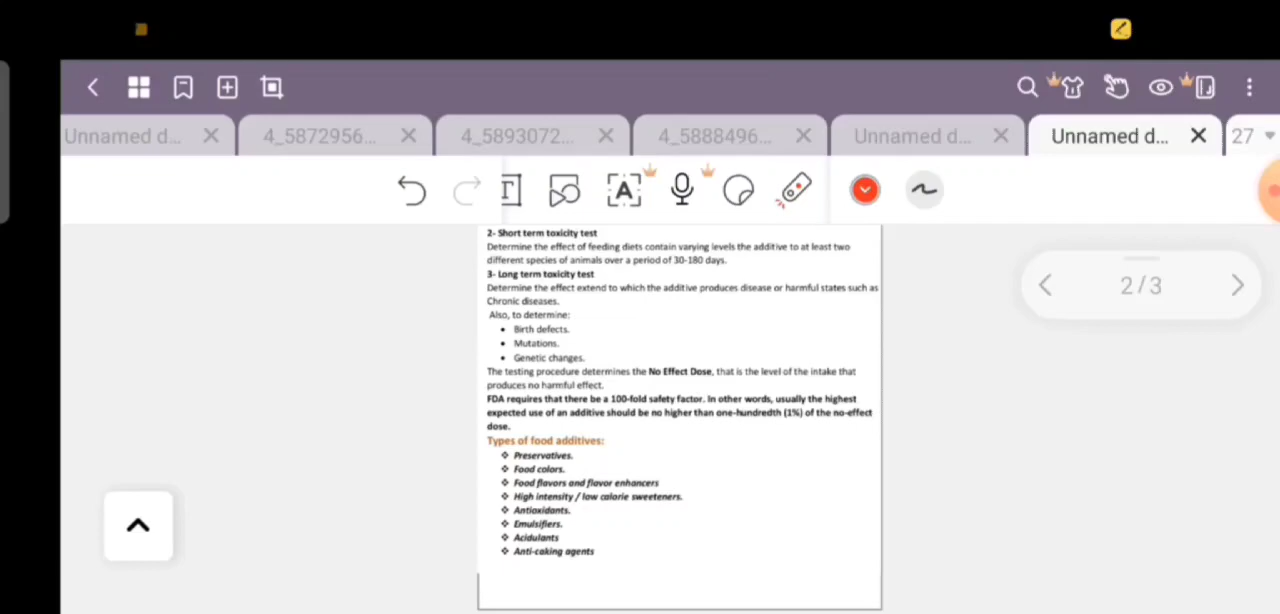 Unnamed d...
4_5872956...
4_5893072...
4_5888496...
Unnamed d...
Unnamed d...
27
T
A
2/3
2- Short term toxicity test
Determine the effect of feeding diets contain varying levels the additive to at least two
different species of animals over a period of 30-180 days.
3- Long term toxicity test
Determine the effect extend to which the additive produces disease or harmful states such as
Chronic diseases.
Also, to determine:
• Birth defects.
• Mutations.
• Genetic changes.
The testing procedure determines the No Effect Dose, that is the level of the intake that
produces no harmful effect.
FDA requires that there be a 100-fold safety factor. In other words, usually the highest
expected use of an additive should be no higher than one-hundredth (1%) of the no-effect
dose.
Types of food additives:
❖ Preservatives.
❖ Food colors.
❖ Food flavors and flavor enhancers
❖ High intensity / low calorie sweeteners.
❖ Antioxidants.
❖ Emulsifiers.
❖ Acidulants
❖ Anti-caking agents